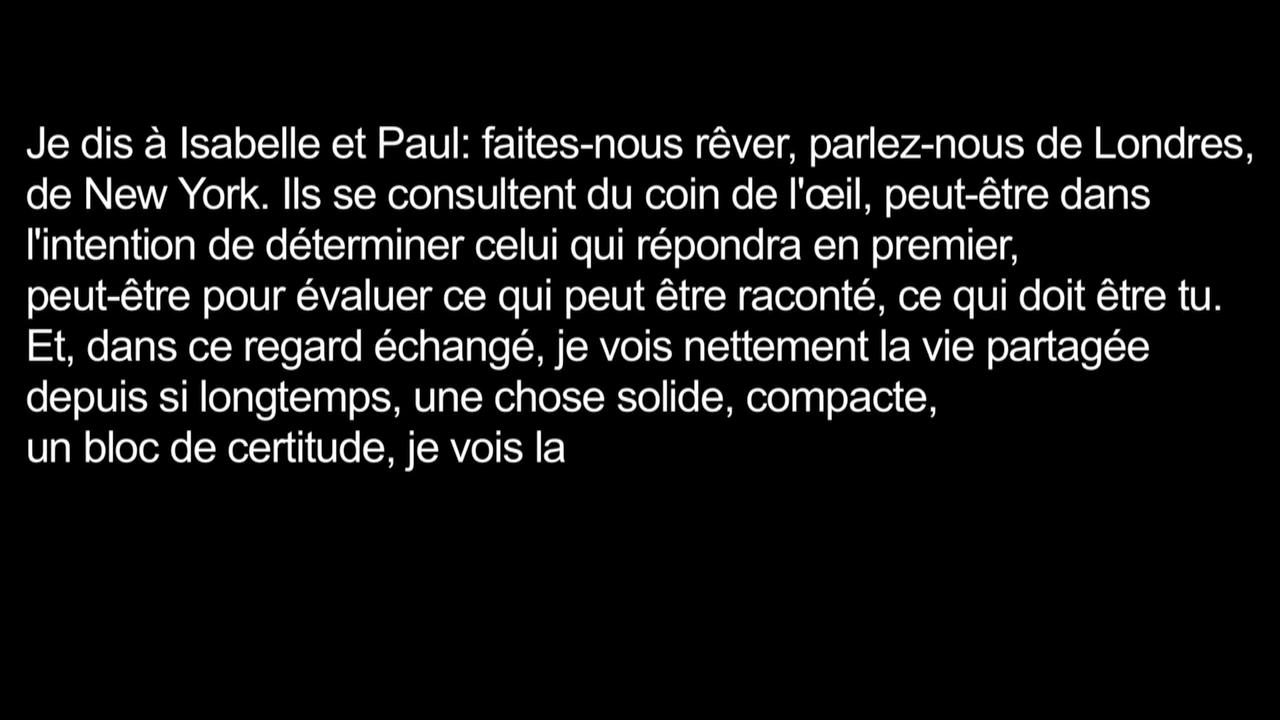 Je dis à Isabelle et Paul: faites-nous rêver, parlez-nous de Londres,
de New York. Ils se consultent du coin de l'œil, peut-être dans
l'intention de déterminer celui qui répondra en premier,
peut-être pour évaluer ce qui peut être raconté, ce qui doit être tu.
Et, dans ce regard échangé, je vois nettement la vie partagée
depuis si longtemps, une chose solide, compacte,
un bloc de certitude, je vois la